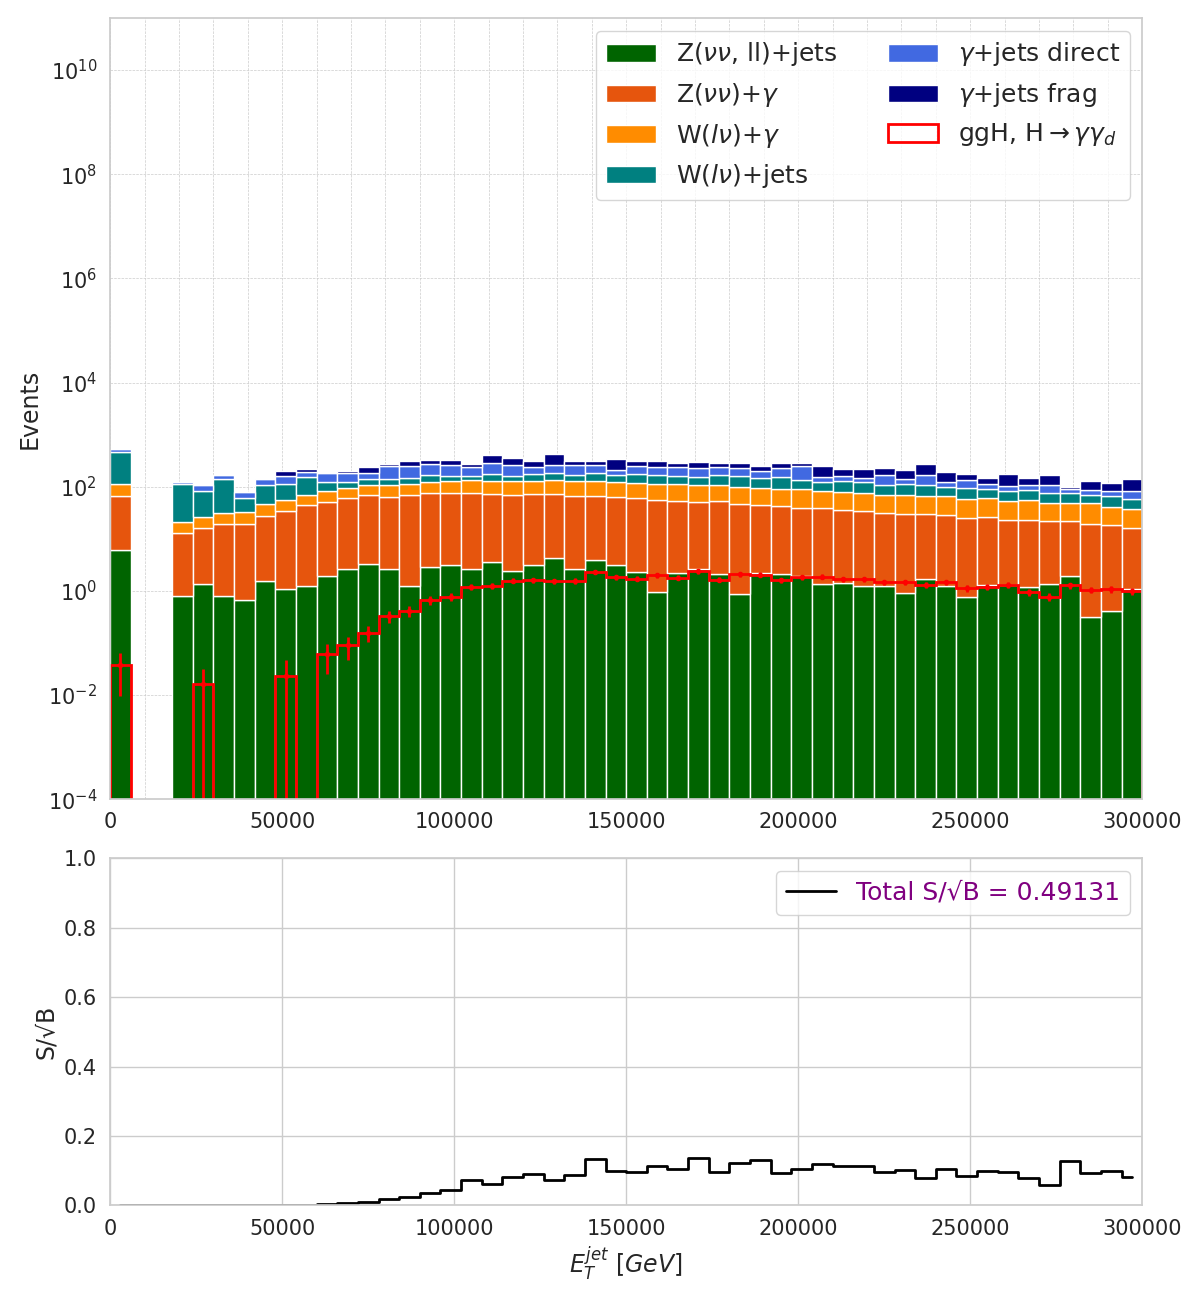 Z(νν, ll)+jets
Z(νν)+γ
W(lν)+γ
W(lν)+jets
γ+jets direct
γ+jets frag
ggH, H→γγ_d
Events
10^10
10^8
10^6
10^4
10^2
10^0
10^−2
10^−4
0 50000 100000 150000 200000 250000 300000
Total S/√B = 0.49131
S/√B
1.0
0.8
0.6
0.4
0.2
0.0
0 50000 100000 150000 200000 250000 300000
E_T^jet [GeV]